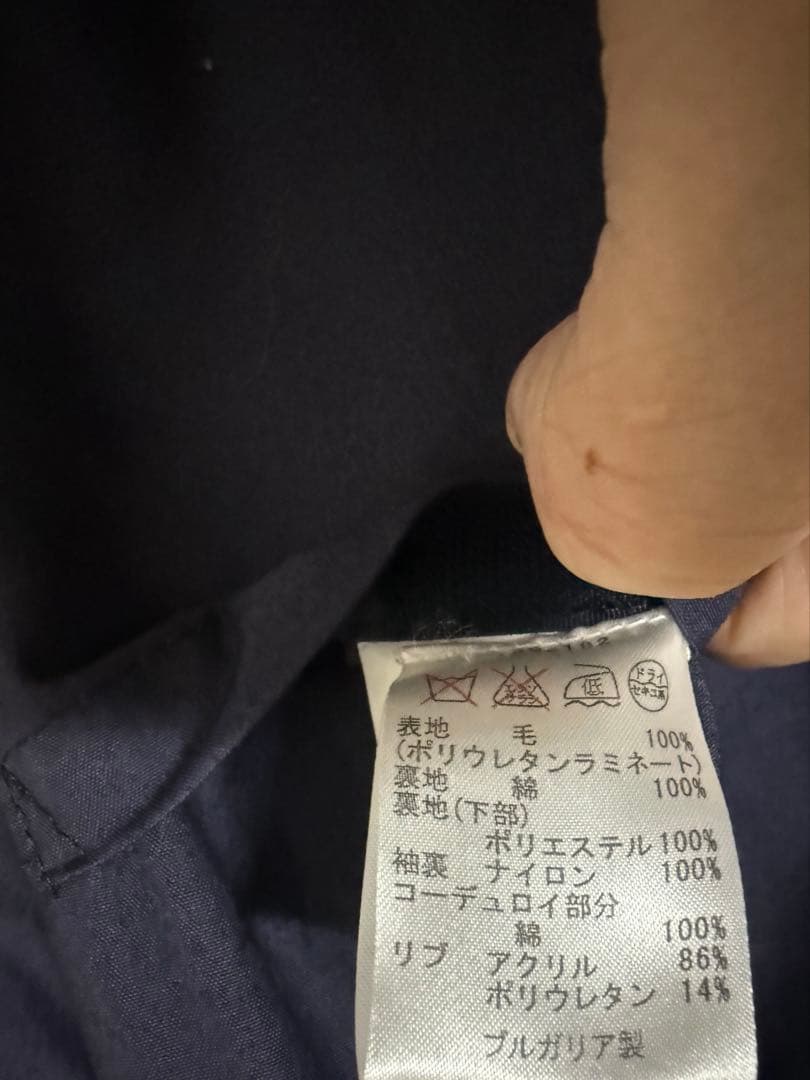 低
ドライ
セキユ系
表地 毛 100%
(ポリウレタンラミネート)
裏地 綿 100%
裏地(下部)
ポリエステル 100%
袖裏 ナイロン 100%
コーデュロイ部分
綿 100%
リブ アクリル 86%
ポリウレタン 14%
ブルガリア製